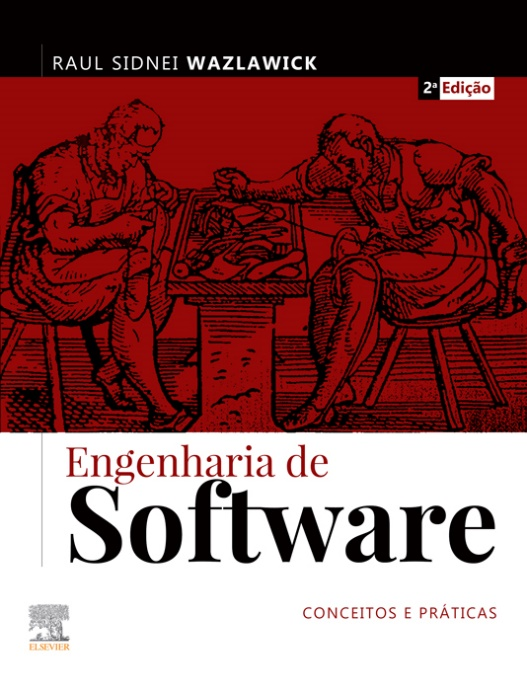 RAUL SIDNEI WAZLAWICK
2ª Edição
Engenharia de
Software
CONCEITOS E PRÁTICAS
ELSEVIER